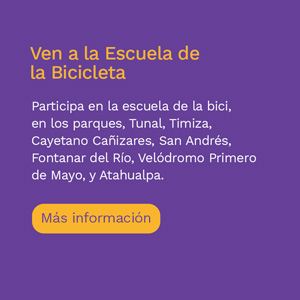 Ven a la Escuela de
la Bicicleta
Participa en la escuela de la bici,
en los parques, Tunal, Timiza,
Cayetano Cañizares, San Andrés,
Fontanar del Río, Velódromo Primero
de Mayo, y Atahualpa.
Más información